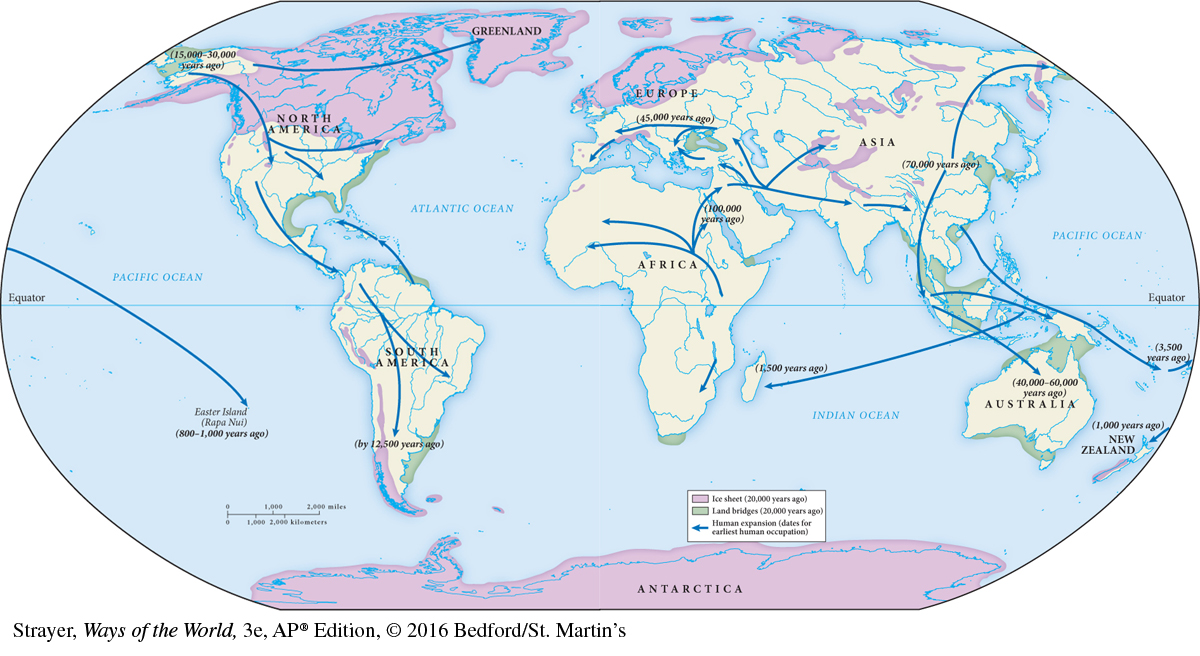 GREENLAND
(15,000–30,000
years ago)
NORTH
AMERICA
EUROPE
(45,000 years ago)
ASIA
(70,000 years ago)
ATLANTIC OCEAN
(100,000
years ago)
PACIFIC OCEAN
PACIFIC OCEAN
AFRICA
Equator
Equator
SOUTH
AMERICA
(3,500
years ago)
(1,500 years ago)
(40,000–60,000
years ago)
AUSTRALIA
Easter Island
(Rapa Nui)
(800–1,000 years ago)
INDIAN OCEAN
(1,000 years ago)
NEW
ZEALAND
(by 12,500 years ago)
0 1,000 2,000 miles
0 1,000 2,000 kilometers
Ice sheet (20,000 years ago)
Land bridges (20,000 years ago)
Human expansion (dates for
earliest human occupation)
ANTARCTICA
Strayer, Ways of the World, 3e, AP® Edition, © 2016 Bedford/St. Martin’s